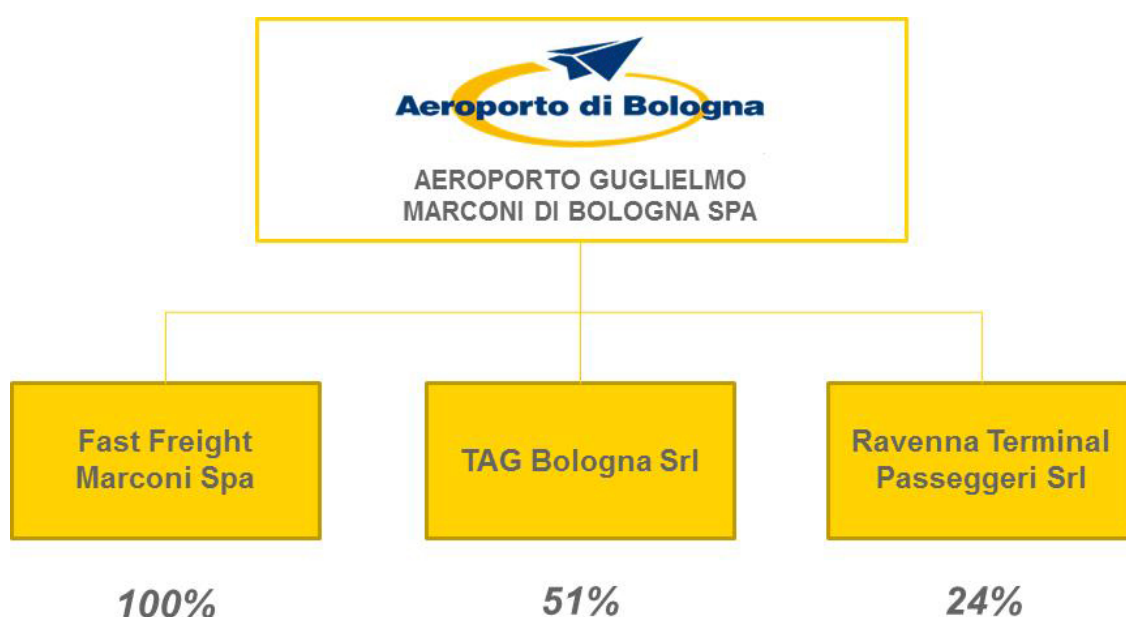 Aeroporto di Bologna
AEROPORTO GUGLIELMO
MARCONI DI BOLOGNA SPA
Fast Freight
Marconi Spa
TAG Bologna Srl
Ravenna Terminal
Passeggeri Srl
100%
51%
24%